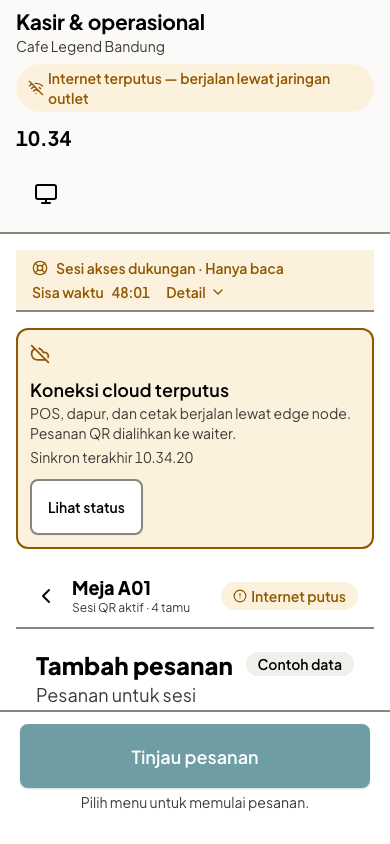 Kasir & operasional
Cafe Legend Bandung
Internet terputus — berjalan lewat jaringan
outlet
10.34
Sesi akses dukungan · Hanya baca
Sisa waktu 48:01 Detail
Koneksi cloud terputus
POS, dapur, dan cetak berjalan lewat edge node.
Pesanan QR dialihkan ke waiter.
Sinkron terakhir 10.34.20
Lihat status
Meja A01
Sesi QR aktif · 4 tamu
Internet putus
Tambah pesanan
Contoh data
Pesanan untuk sesi
Tinjau pesanan
Pilih menu untuk memulai pesanan.